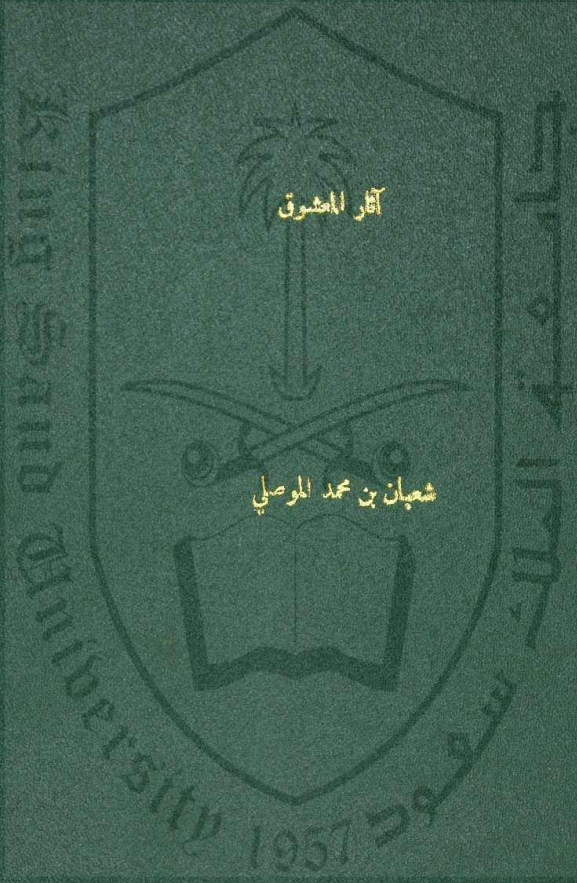 آثار المعشوق
شعبان بن محمد الموصلي
King Saud University 1957
جامعة الملك سعود